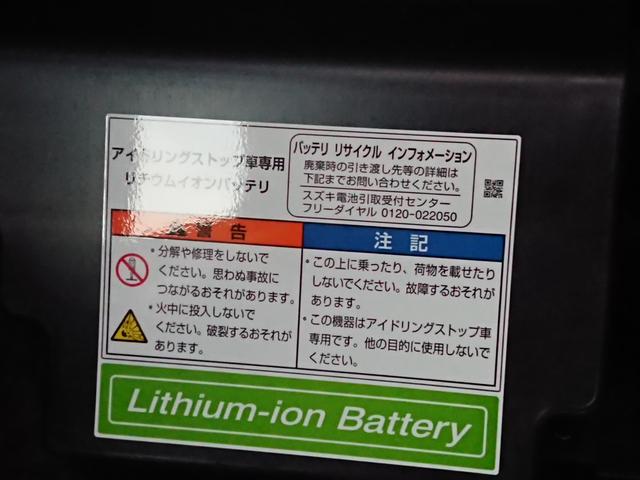 アイドリングストップ車専用
リチウムイオンバッテリ
バッテリ リサイクル インフォメーション
廃棄時の引き渡し先等の詳細は
下記までお問い合わせください。
スズキ電池引取受付センター
フリーダイヤル 0120-022050
警告
・分解や修理をしないで
ください。思わぬ事故に
つながるおそれがあります。
・火中に投入しないで
ください。破裂するおそれが
あります。
注記
・この上に乗ったり、荷物を載せたり
しないでください。故障するおそれが
あります。
・この機器はアイドリングストップ車
専用です。他の目的に使用しないで
ください。
Lithium-ion Battery